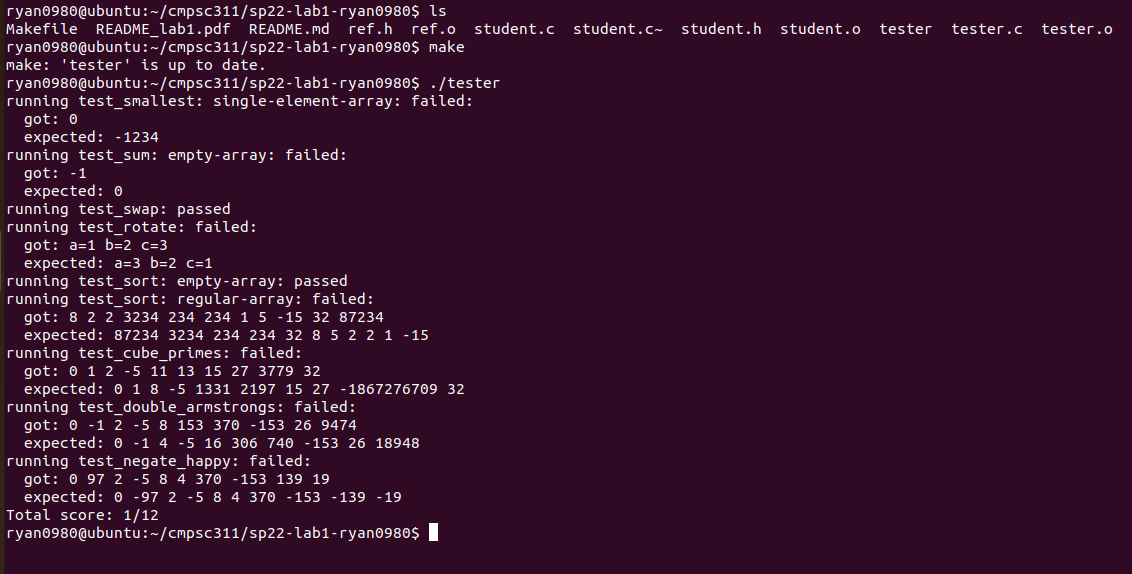 ryan0980@ubuntu:~/cmpsc311/sp22-lab1-ryan0980$ ls
Makefile  README_lab1.pdf  README.md  ref.h  ref.o  student.c  student.c~  student.h  student.o  tester  tester.c  tester.o
ryan0980@ubuntu:~/cmpsc311/sp22-lab1-ryan0980$ make
make: 'tester' is up to date.
ryan0980@ubuntu:~/cmpsc311/sp22-lab1-ryan0980$ ./tester
running test_smallest: single-element-array: failed:
  got: 0
  expected: -1234
running test_sum: empty-array: failed:
  got: -1
  expected: 0
running test_swap: passed
running test_rotate: failed:
  got: a=1 b=2 c=3
  expected: a=3 b=2 c=1
running test_sort: empty-array: passed
running test_sort: regular-array: failed:
  got: 8 2 2 3234 234 234 1 5 -15 32 87234
  expected: 87234 3234 234 234 32 8 5 2 2 1 -15
running test_cube_primes: failed:
  got: 0 1 2 -5 11 13 15 27 3779 32
  expected: 0 1 8 -5 1331 2197 15 27 -1867276709 32
running test_double_armstrongs: failed:
  got: 0 -1 2 -5 8 153 370 -153 26 9474
  expected: 0 -1 4 -5 16 306 740 -153 26 18948
running test_negate_happy: failed:
  got: 0 97 2 -5 8 4 370 -153 139 19
  expected: 0 -97 2 -5 8 4 370 -153 -139 -19
Total score: 1/12
ryan0980@ubuntu:~/cmpsc311/sp22-lab1-ryan0980$